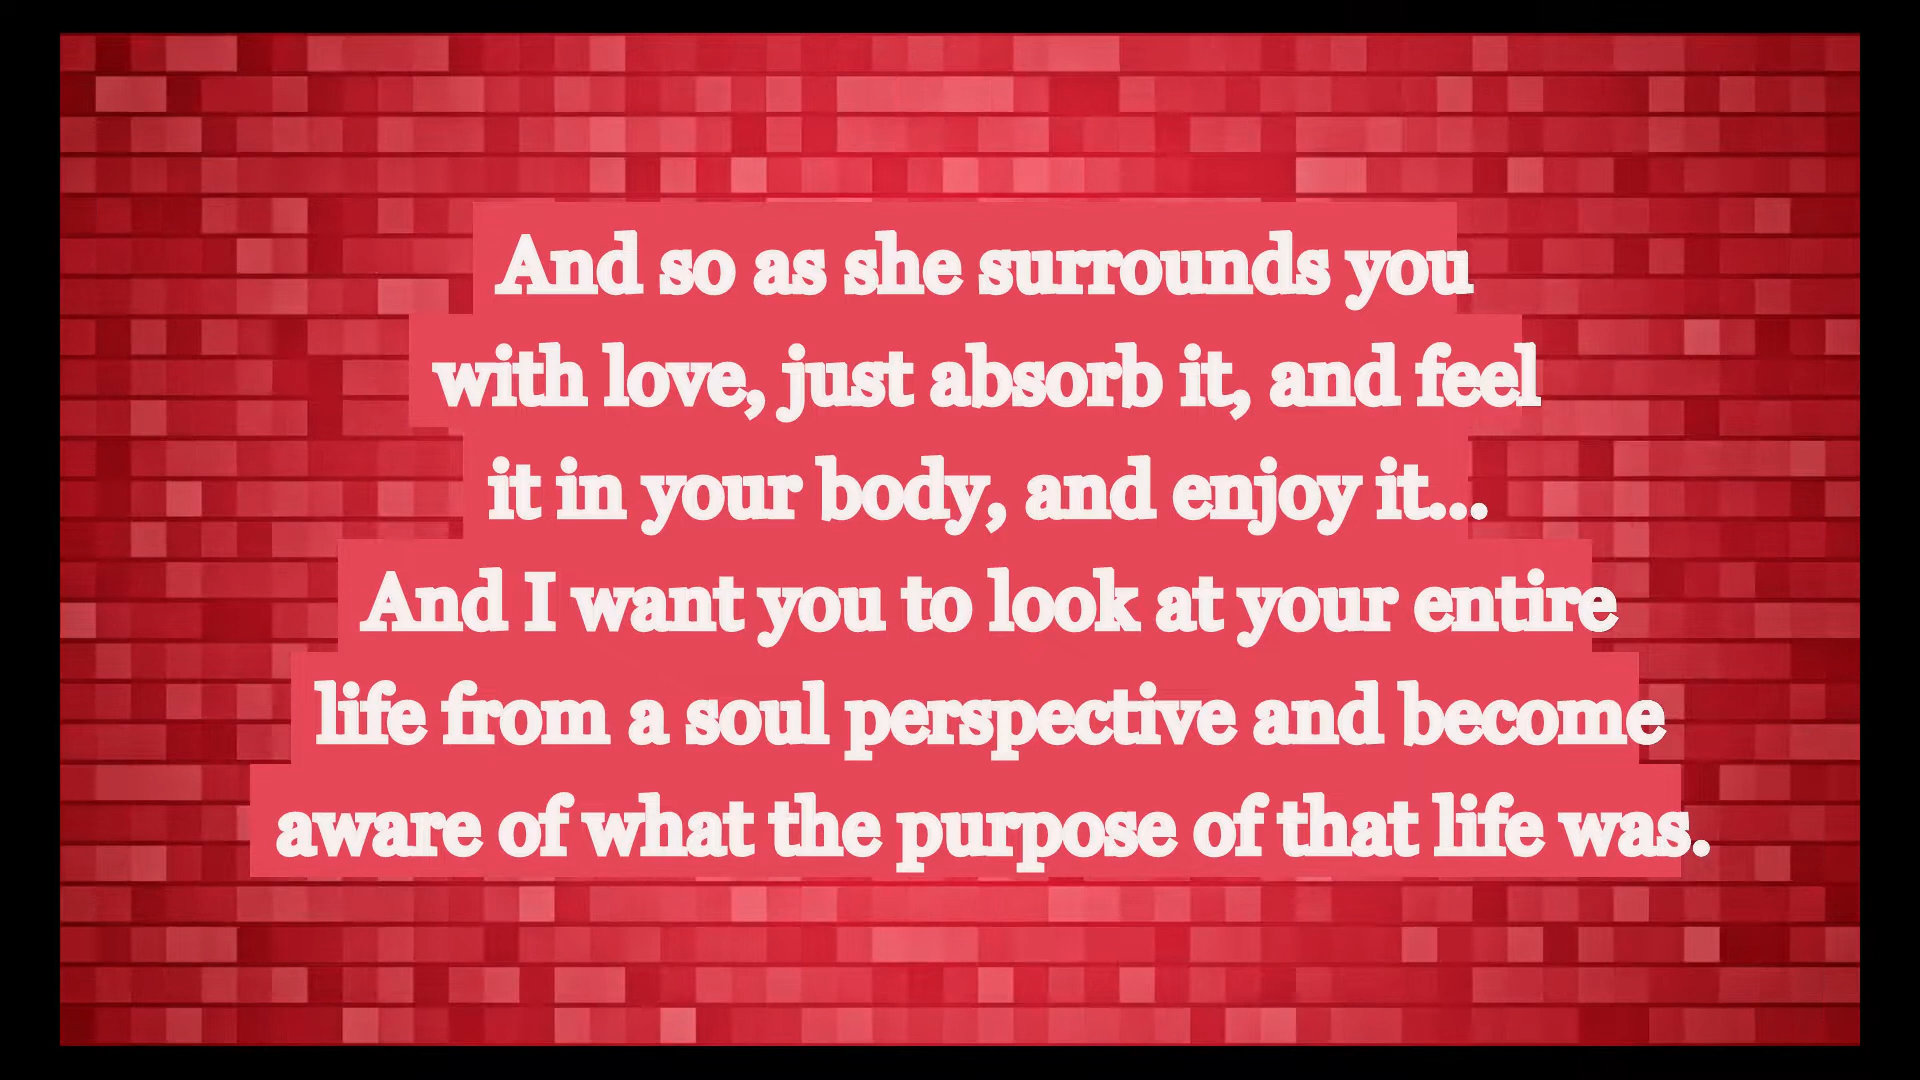 And so as she surrounds you
with love, just absorb it, and feel
it in your body, and enjoy it...
And I want you to look at your entire
life from a soul perspective and become
aware of what the purpose of that life was.